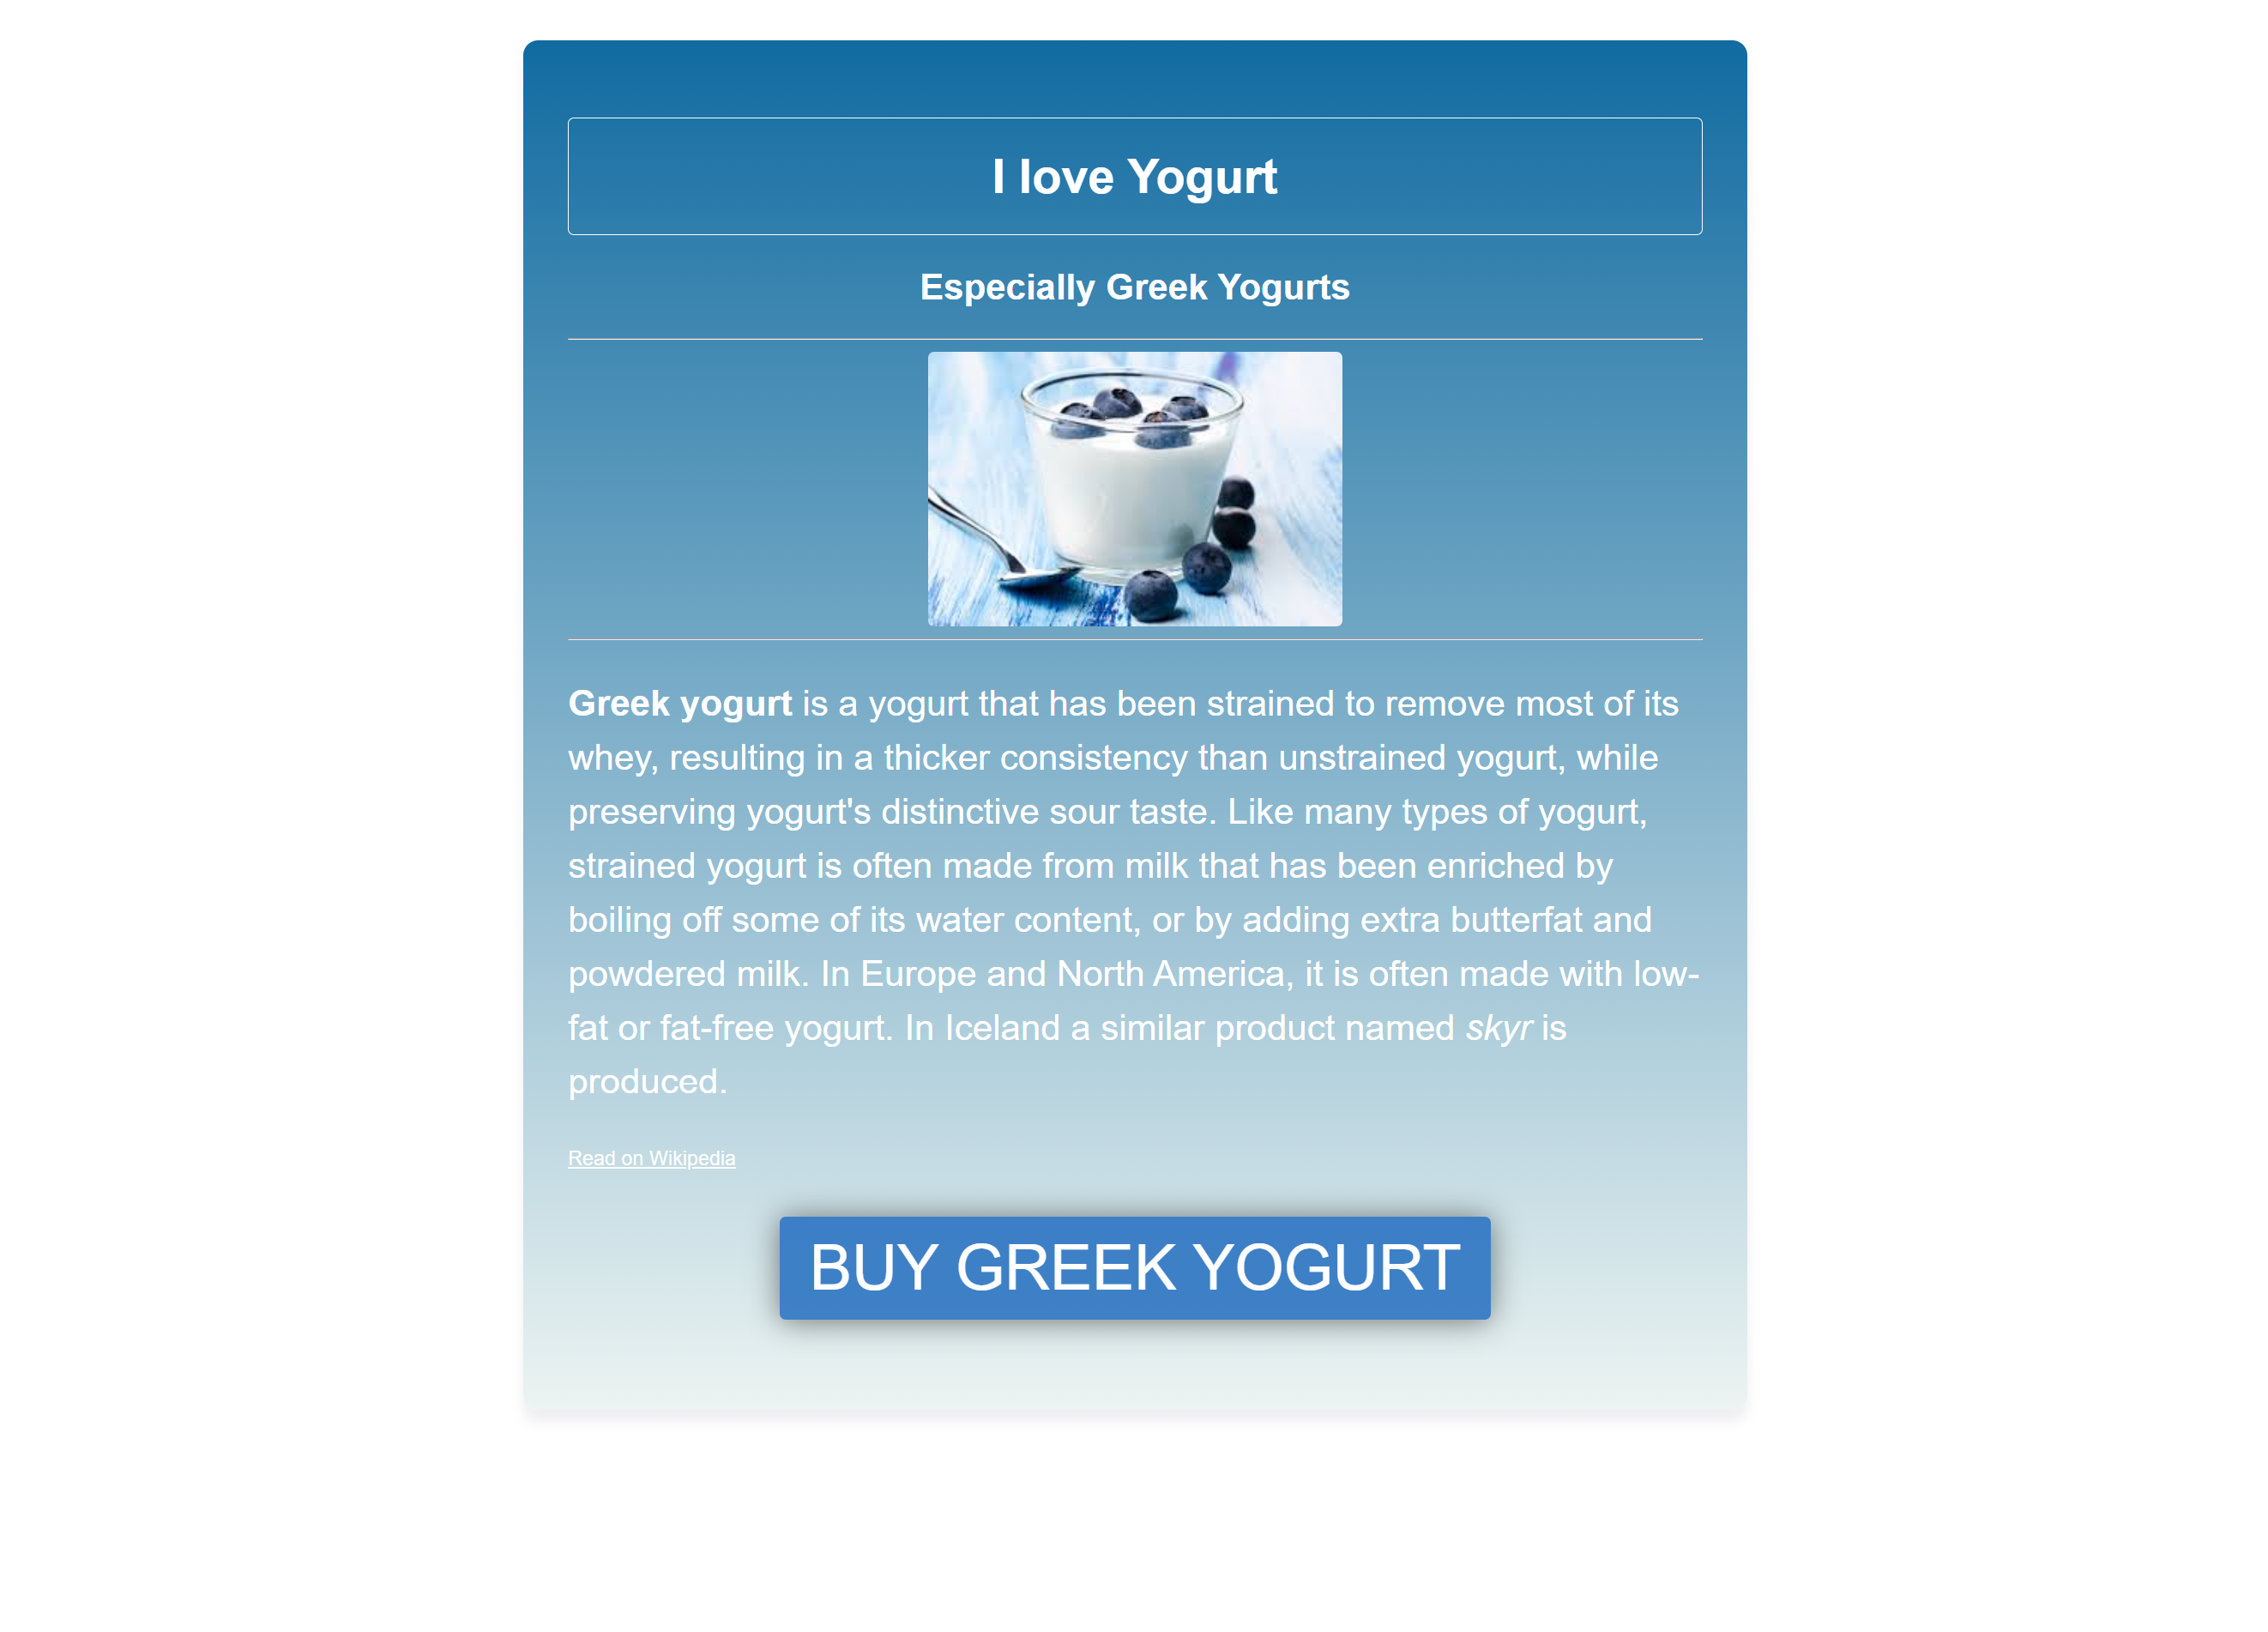 I love Yogurt
Especially Greek Yogurts
Greek yogurt is a yogurt that has been strained to remove most of its
whey, resulting in a thicker consistency than unstrained yogurt, while
preserving yogurt's distinctive sour taste. Like many types of yogurt,
strained yogurt is often made from milk that has been enriched by
boiling off some of its water content, or by adding extra butterfat and
powdered milk. In Europe and North America, it is often made with low-
fat or fat-free yogurt. In Iceland a similar product named skyr is
produced.
Read on Wikipedia
BUY GREEK YOGURT